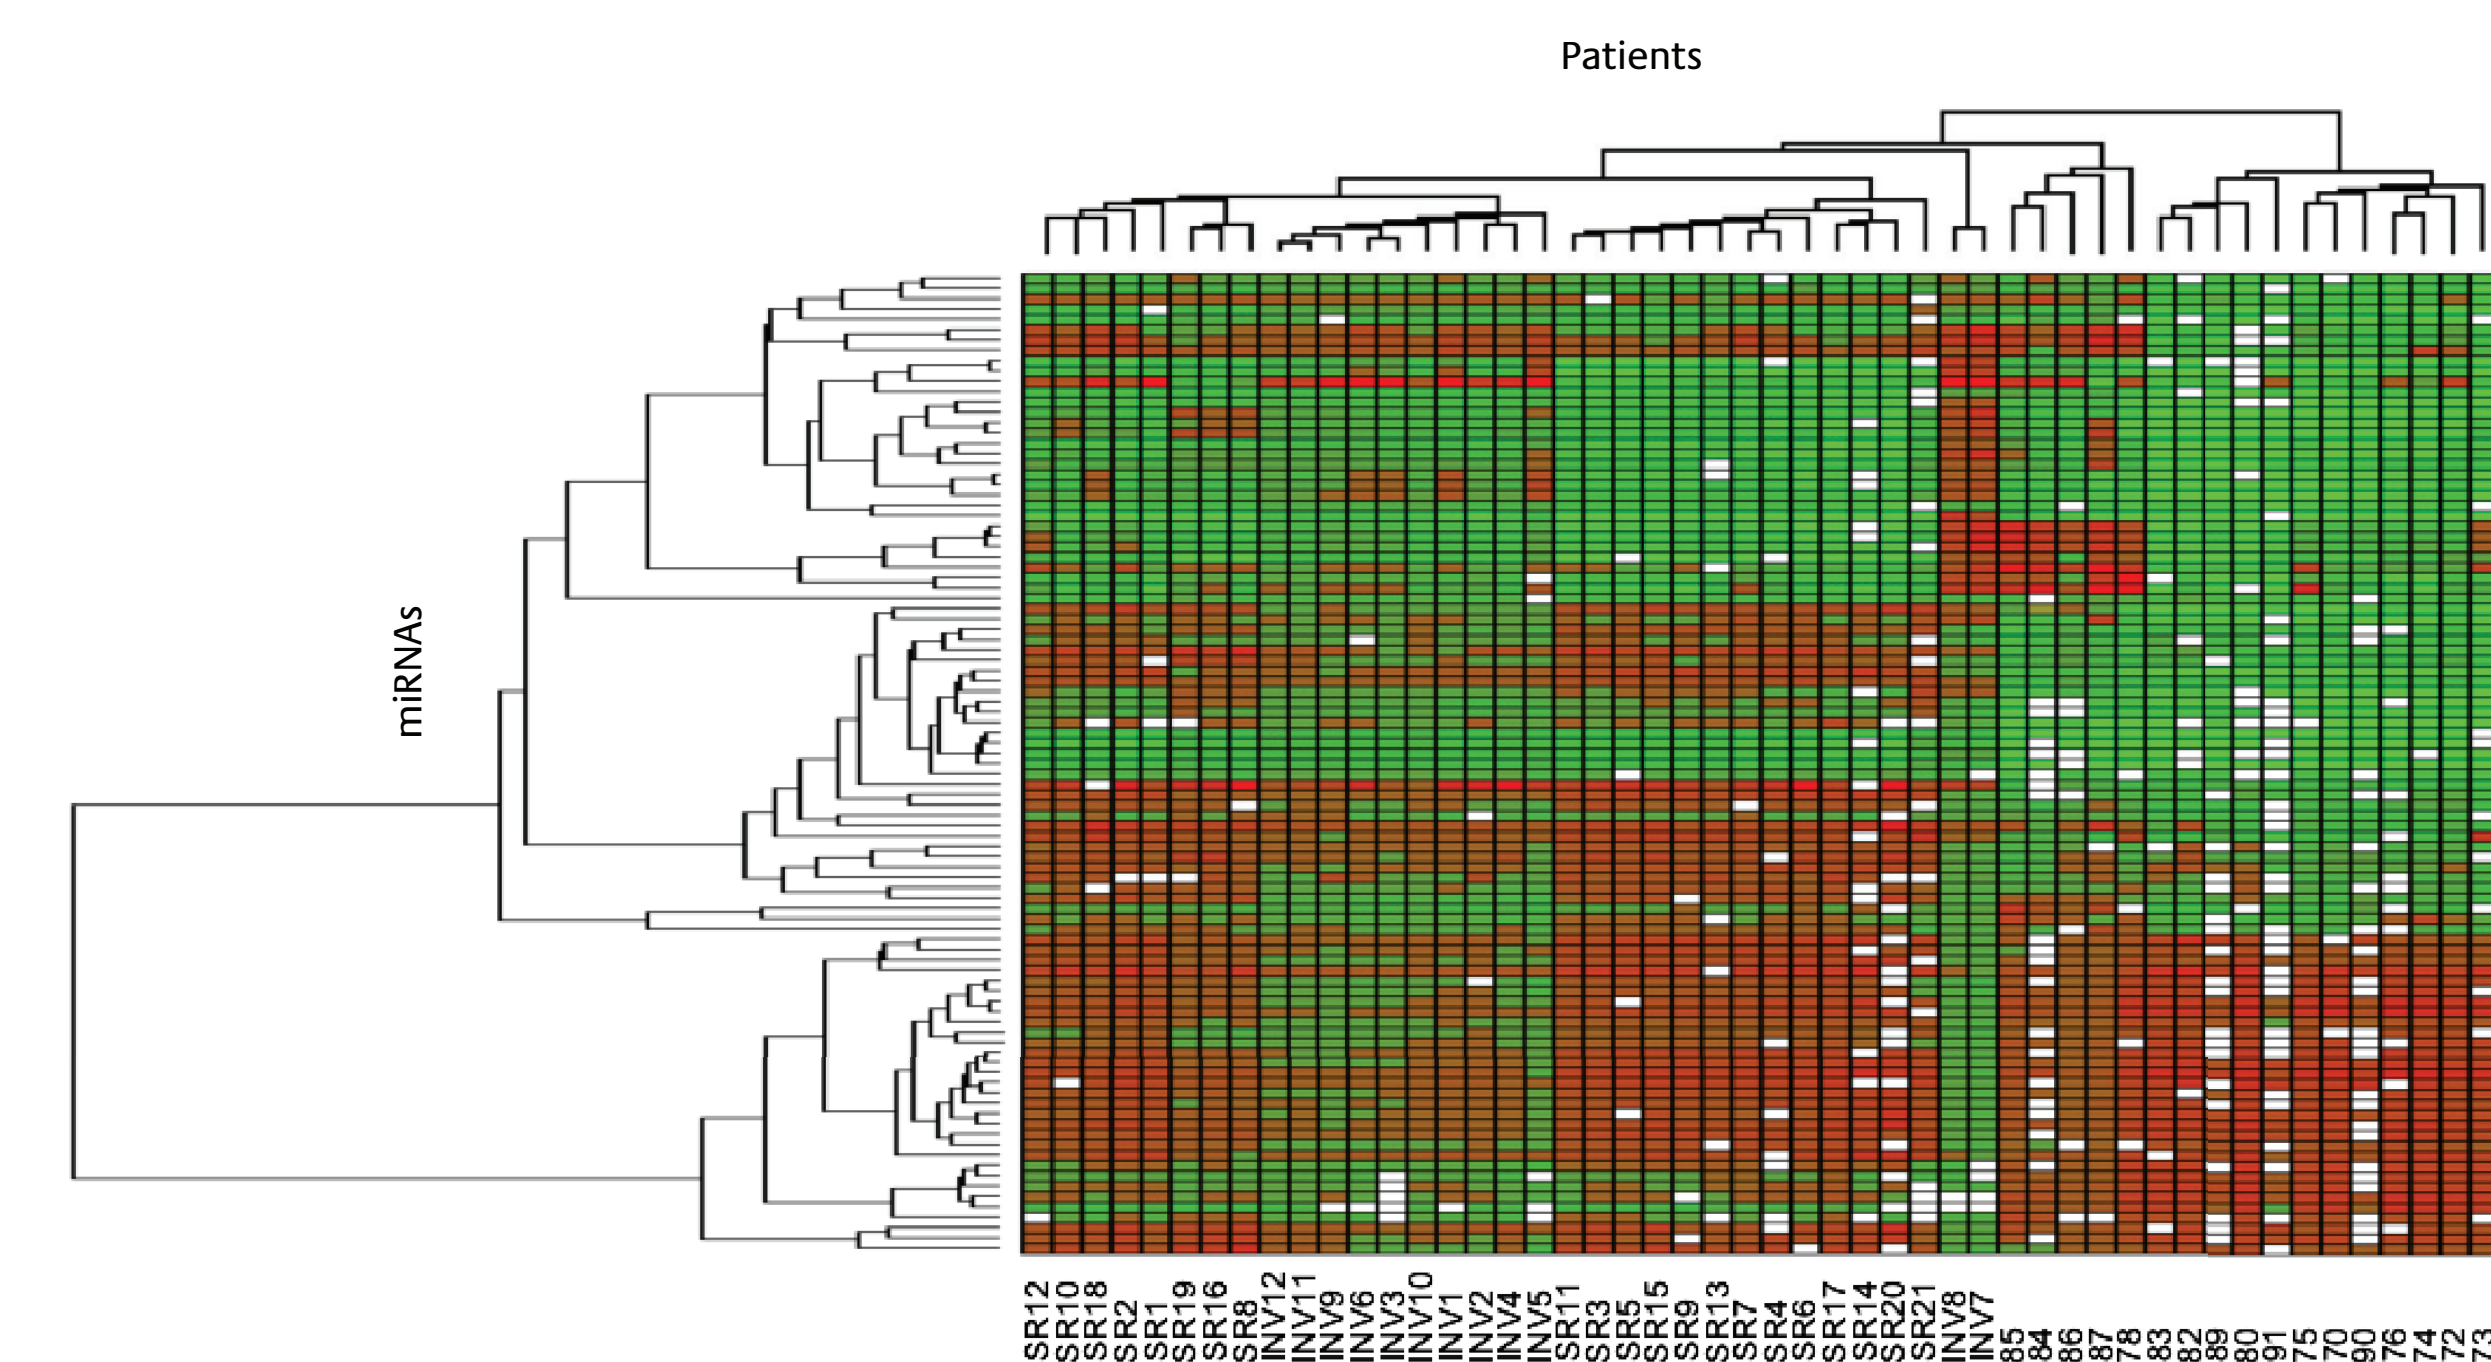 Patients
miRNAs
SR12
SR10
SR18
SR2
SR1
SR19
SR16
SR8
INV12
INV11
INV9
INV6
INV3
INV10
INV1
INV2
INV4
INV5
SR11
SR3
SR5
SR15
SR9
SR13
SR7
SR4
SR6
SR17
SR14
SR20
SR21
INV8
INV7
85
84
86
87
78
83
82
89
80
91
75
70
90
76
74
72
73